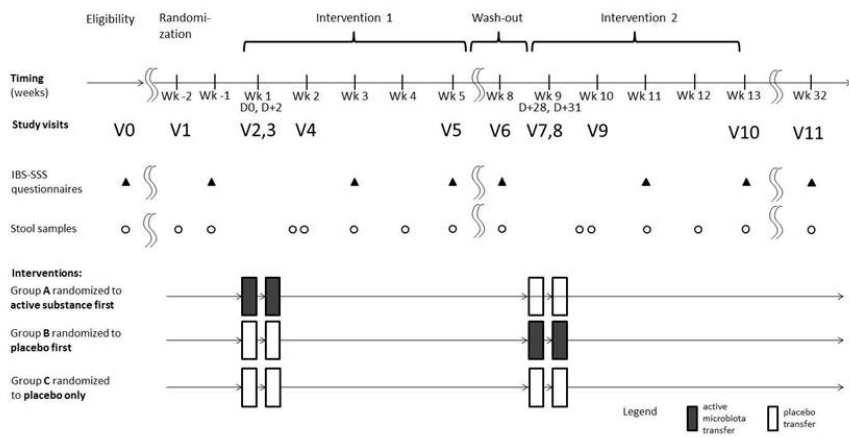 Eligibility
Randomi-
zation
Intervention 1
Wash-out
Intervention 2
Timing
(weeks)
Wk -2 Wk -1 Wk 1 Wk 2 Wk 3 Wk 4 Wk 5 Wk 8 Wk 9 Wk 10 Wk 11 Wk 12 Wk 13 Wk 32
D0, D+2 D+28, D+31
Study visits V0 V1 V2,3 V4 V5 V6 V7,8 V9 V10 V11
IBS-SSS
questionnaires
Stool samples
Interventions:
Group A randomized to
active substance first
Group B randomized to
placebo first
Group C randomized
to placebo only
Legend
active
microbiota
transfer
placebo
transfer